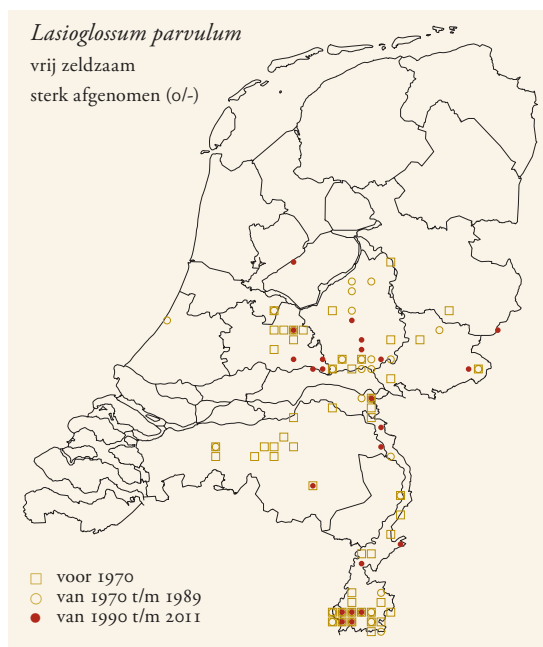 Lasioglossum parvulum
vrij zeldzaam
sterk afgenomen (0/-)
voor 1970
van 1970 t/m 1989
van 1990 t/m 2011